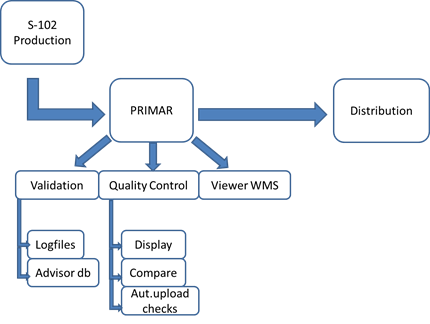 S-102
Production
PRIMAR
Distribution
Validation
Quality Control
Viewer WMS
Logfiles
Advisor db
Display
Compare
Aut.upload
checks